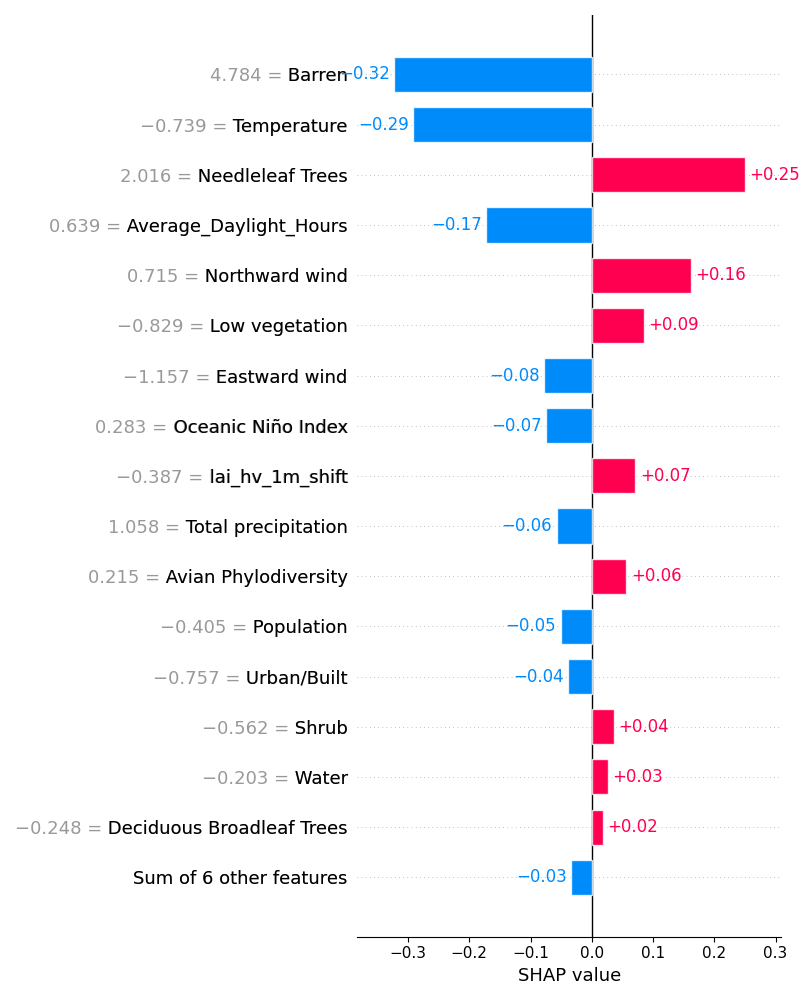 4.784 = Barren −0.32
−0.739 = Temperature −0.29
2.016 = Needleleaf Trees +0.25
0.639 = Average_Daylight_Hours −0.17
0.715 = Northward wind +0.16
−0.829 = Low vegetation +0.09
−1.157 = Eastward wind −0.08
0.283 = Oceanic Niño Index −0.07
−0.387 = lai_hv_1m_shift +0.07
1.058 = Total precipitation −0.06
0.215 = Avian Phylodiversity +0.06
−0.405 = Population −0.05
−0.757 = Urban/Built −0.04
−0.562 = Shrub +0.04
−0.203 = Water +0.03
−0.248 = Deciduous Broadleaf Trees +0.02
Sum of 6 other features −0.03
−0.3 −0.2 −0.1 0.0 0.1 0.2 0.3
SHAP value